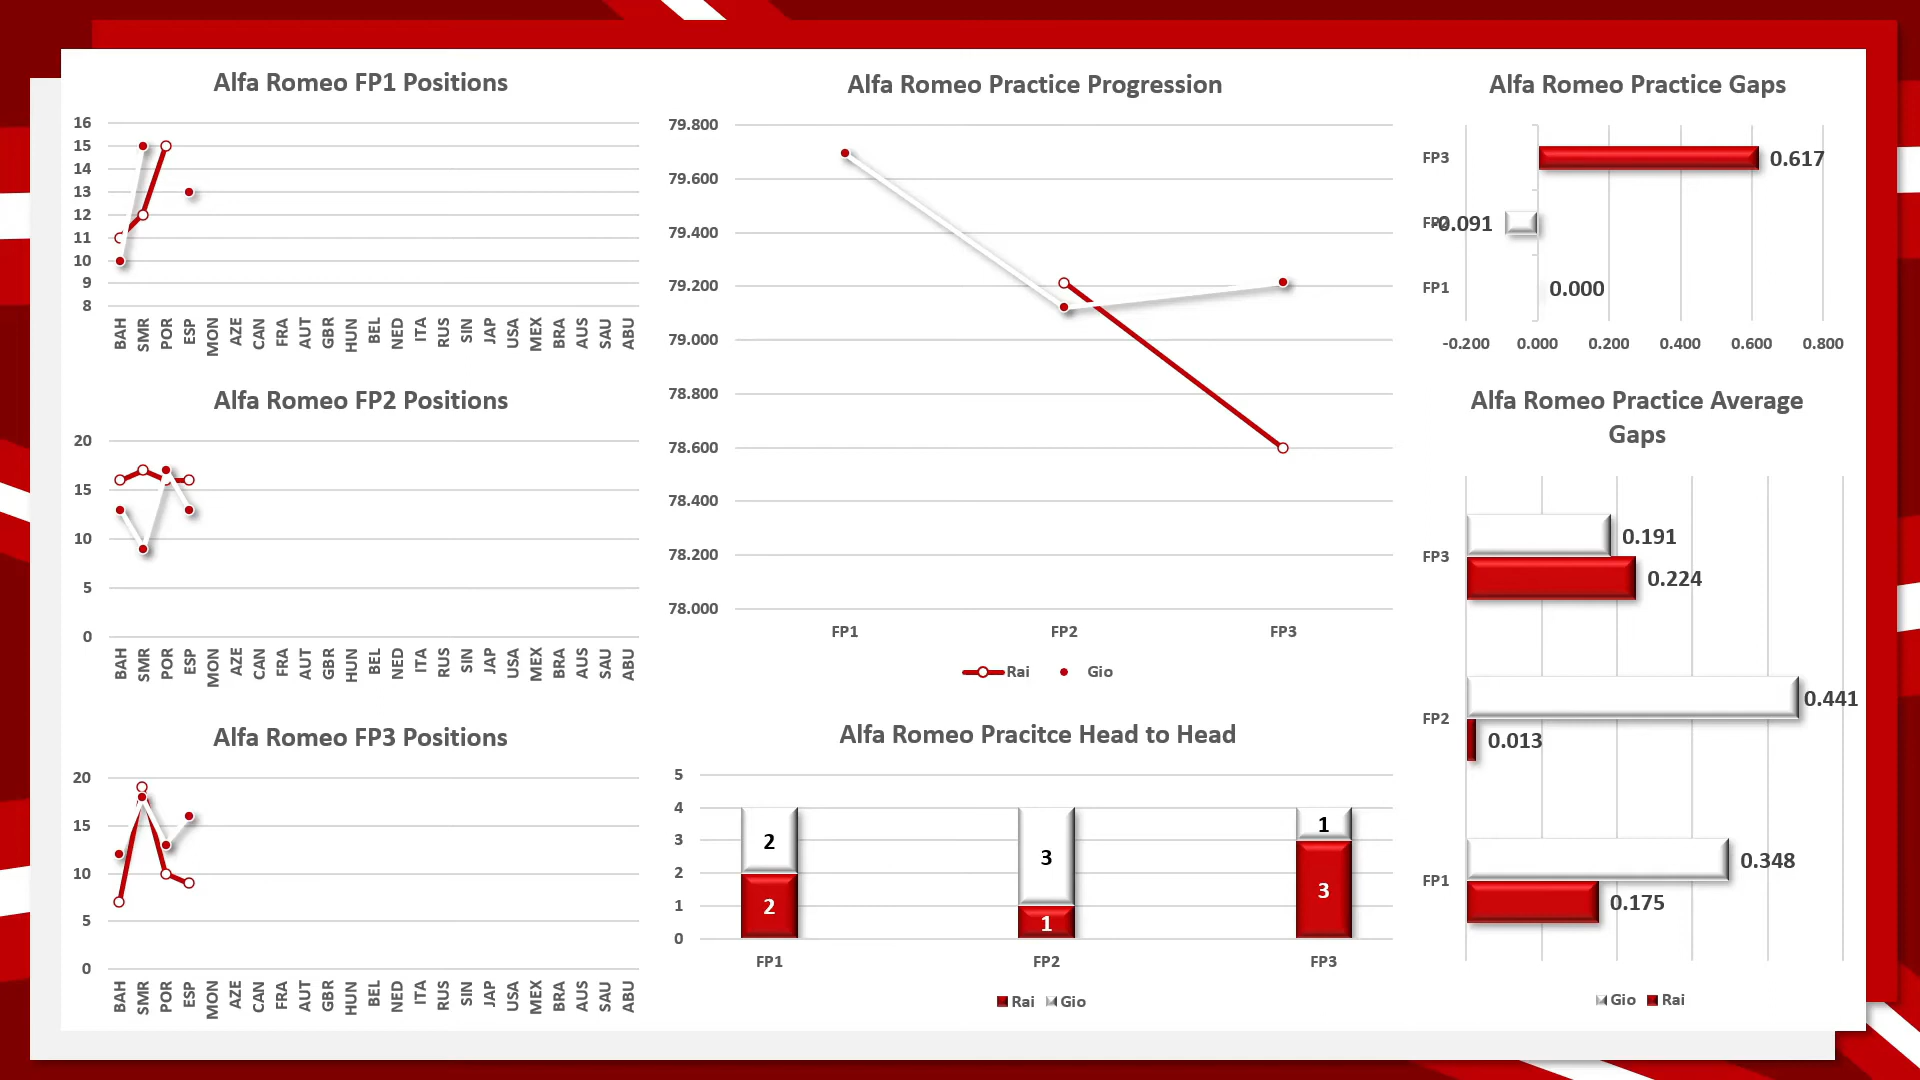 Alfa Romeo FP1 Positions
16
15
14
13
12
11
10
9
8
BAH SMR POR ESP MON AZE CAN FRA AUT GBR HUN BEL NED ITA RUS SIN JAP USA MEX BRA AUS SAU ABU
Alfa Romeo FP2 Positions
20
15
10
5
0
BAH SMR POR ESP MON AZE CAN FRA AUT GBR HUN BEL NED ITA RUS SIN JAP USA MEX BRA AUS SAU ABU
Alfa Romeo FP3 Positions
20
15
10
5
0
BAH SMR POR ESP MON AZE CAN FRA AUT GBR HUN BEL NED ITA RUS SIN JAP USA MEX BRA AUS SAU ABU
Alfa Romeo Practice Progression
79.800
79.600
79.400
79.200
79.000
78.800
78.600
78.400
78.200
78.000
FP1 FP2 FP3
Rai Gio
Alfa Romeo Pracitce Head to Head
5
4
3
2
1
0
2 3 1
2 1 3
FP1 FP2 FP3
Rai Gio
Alfa Romeo Practice Gaps
FP3 0.617
FP2 -0.091
FP1 0.000
-0.200 0.000 0.200 0.400 0.600 0.800
Alfa Romeo Practice Average
Gaps
0.191
FP3
0.224
0.441
FP2
0.013
0.348
FP1
0.175
Gio Rai